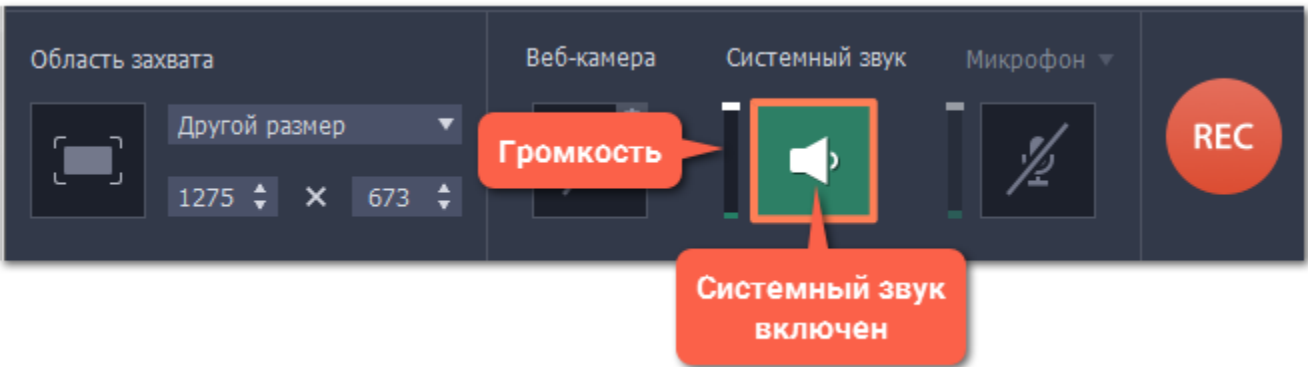 Область захвата
Веб-камера
Системный звук
Микрофон
Другой размер
1275 × 673
Громкость
REC
Системный звук
включен